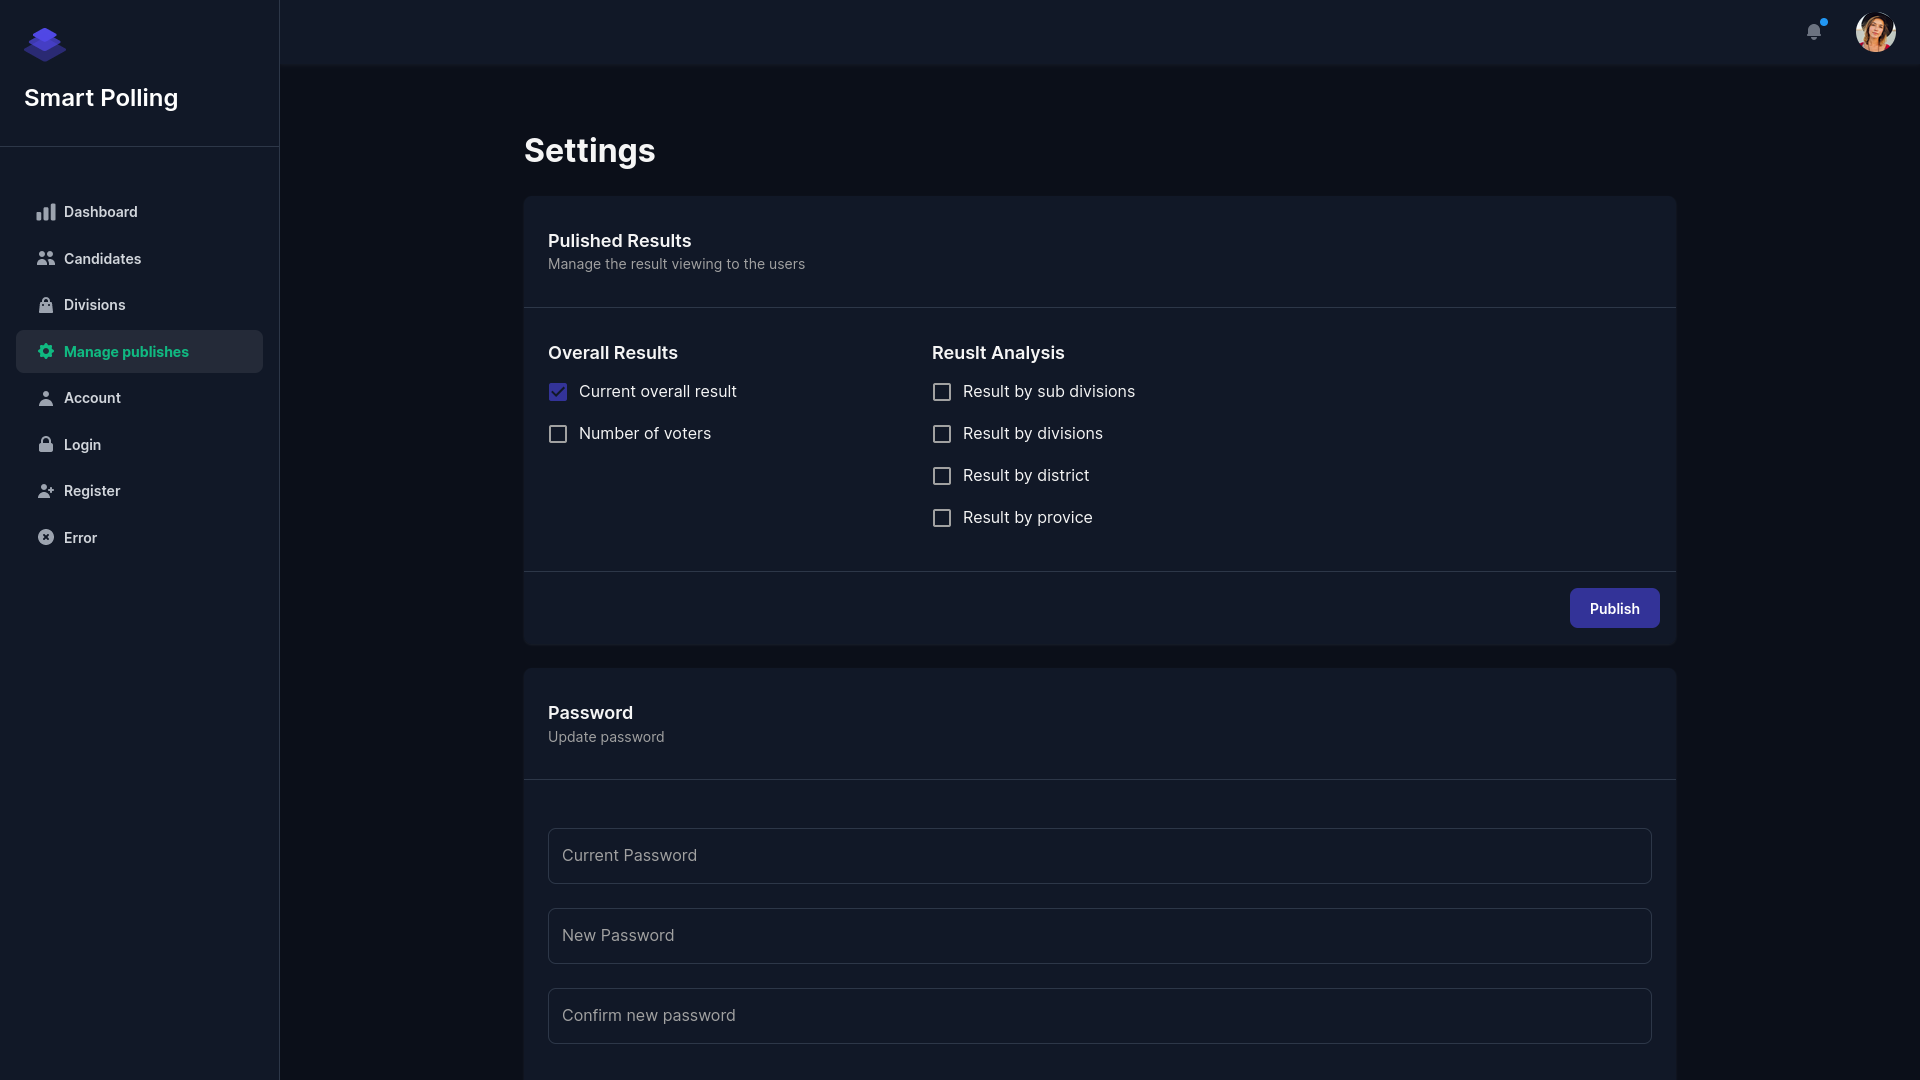 Smart Polling
Dashboard
Candidates
Divisions
Manage publishes
Account
Login
Register
Error
Settings
Pulished Results
Manage the result viewing to the users
Overall Results
Current overall result
Number of voters
Reuslt Analysis
Result by sub divisions
Result by divisions
Result by district
Result by provice
Publish
Password
Update password
Current Password
New Password
Confirm new password